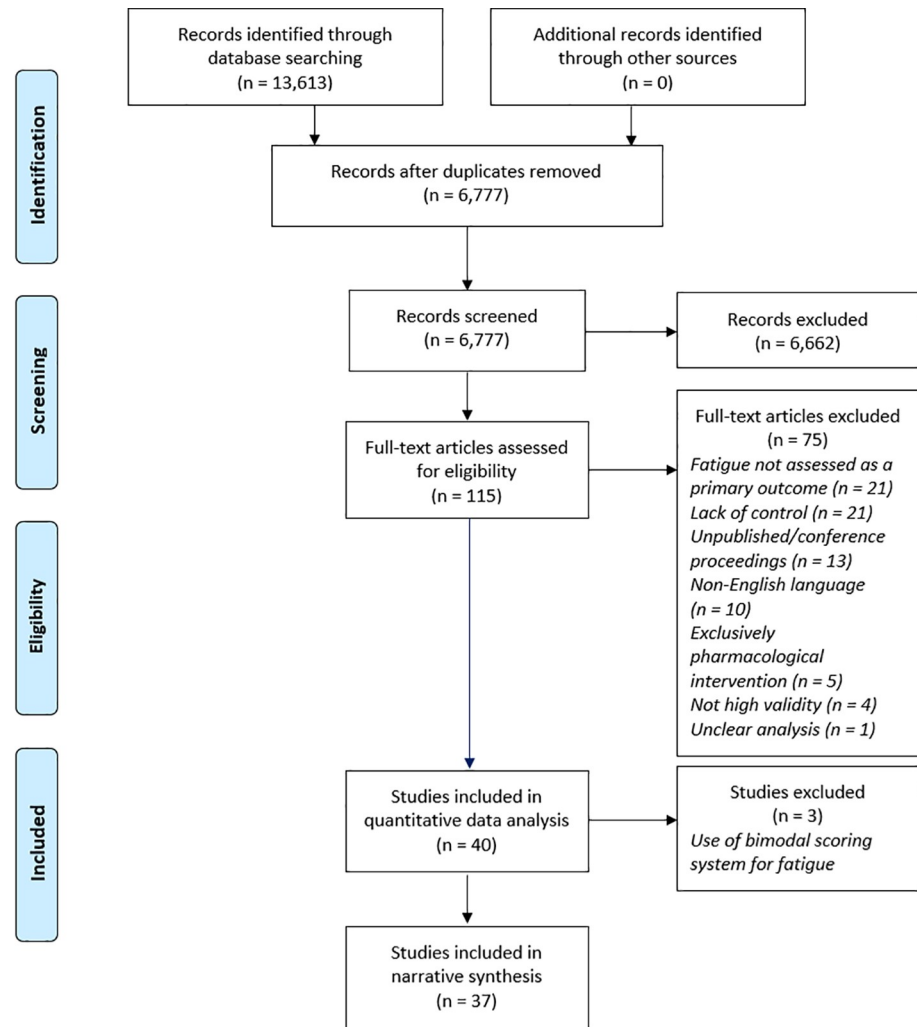 Records identified through
database searching
(n = 13,613)
Additional records identified
through other sources
(n = 0)
Identification
Records after duplicates removed
(n = 6,777)
Screening
Records screened
(n = 6,777)
Records excluded
(n = 6,662)
Full-text articles assessed
for eligibility
(n = 115)
Full-text articles excluded
(n = 75)
Fatigue not assessed as a
primary outcome (n = 21)
Lack of control (n = 21)
Unpublished/conference
proceedings (n = 13)
Non-English language
(n = 10)
Exclusively
pharmacological
intervention (n = 5)
Not high validity (n = 4)
Unclear analysis (n = 1)
Eligibility
Included
Studies included in
quantitative data analysis
(n = 40)
Studies excluded
(n = 3)
Use of bimodal scoring
system for fatigue
Studies included in
narrative synthesis
(n = 37)